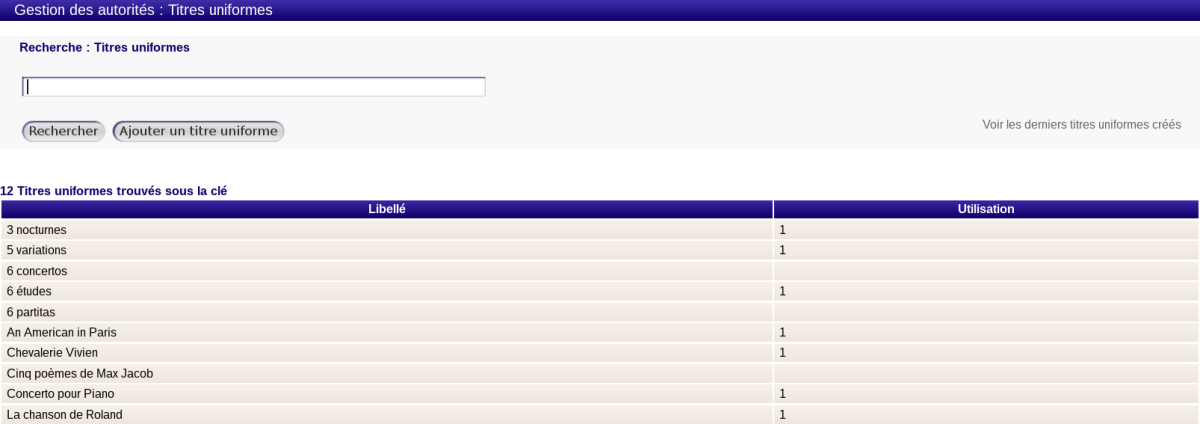 Gestion des autorités : Titres uniformes
Recherche : Titres uniformes
Rechercher Ajouter un titre uniforme Voir les derniers titres uniformes créés
12 Titres uniformes trouvés sous la clé
Libellé Utilisation
3 nocturnes 1
5 variations 1
6 concertos
6 études 1
6 partitas
An American in Paris 1
Chevalerie Vivien 1
Cinq poèmes de Max Jacob
Concerto pour Piano 1
La chanson de Roland 1